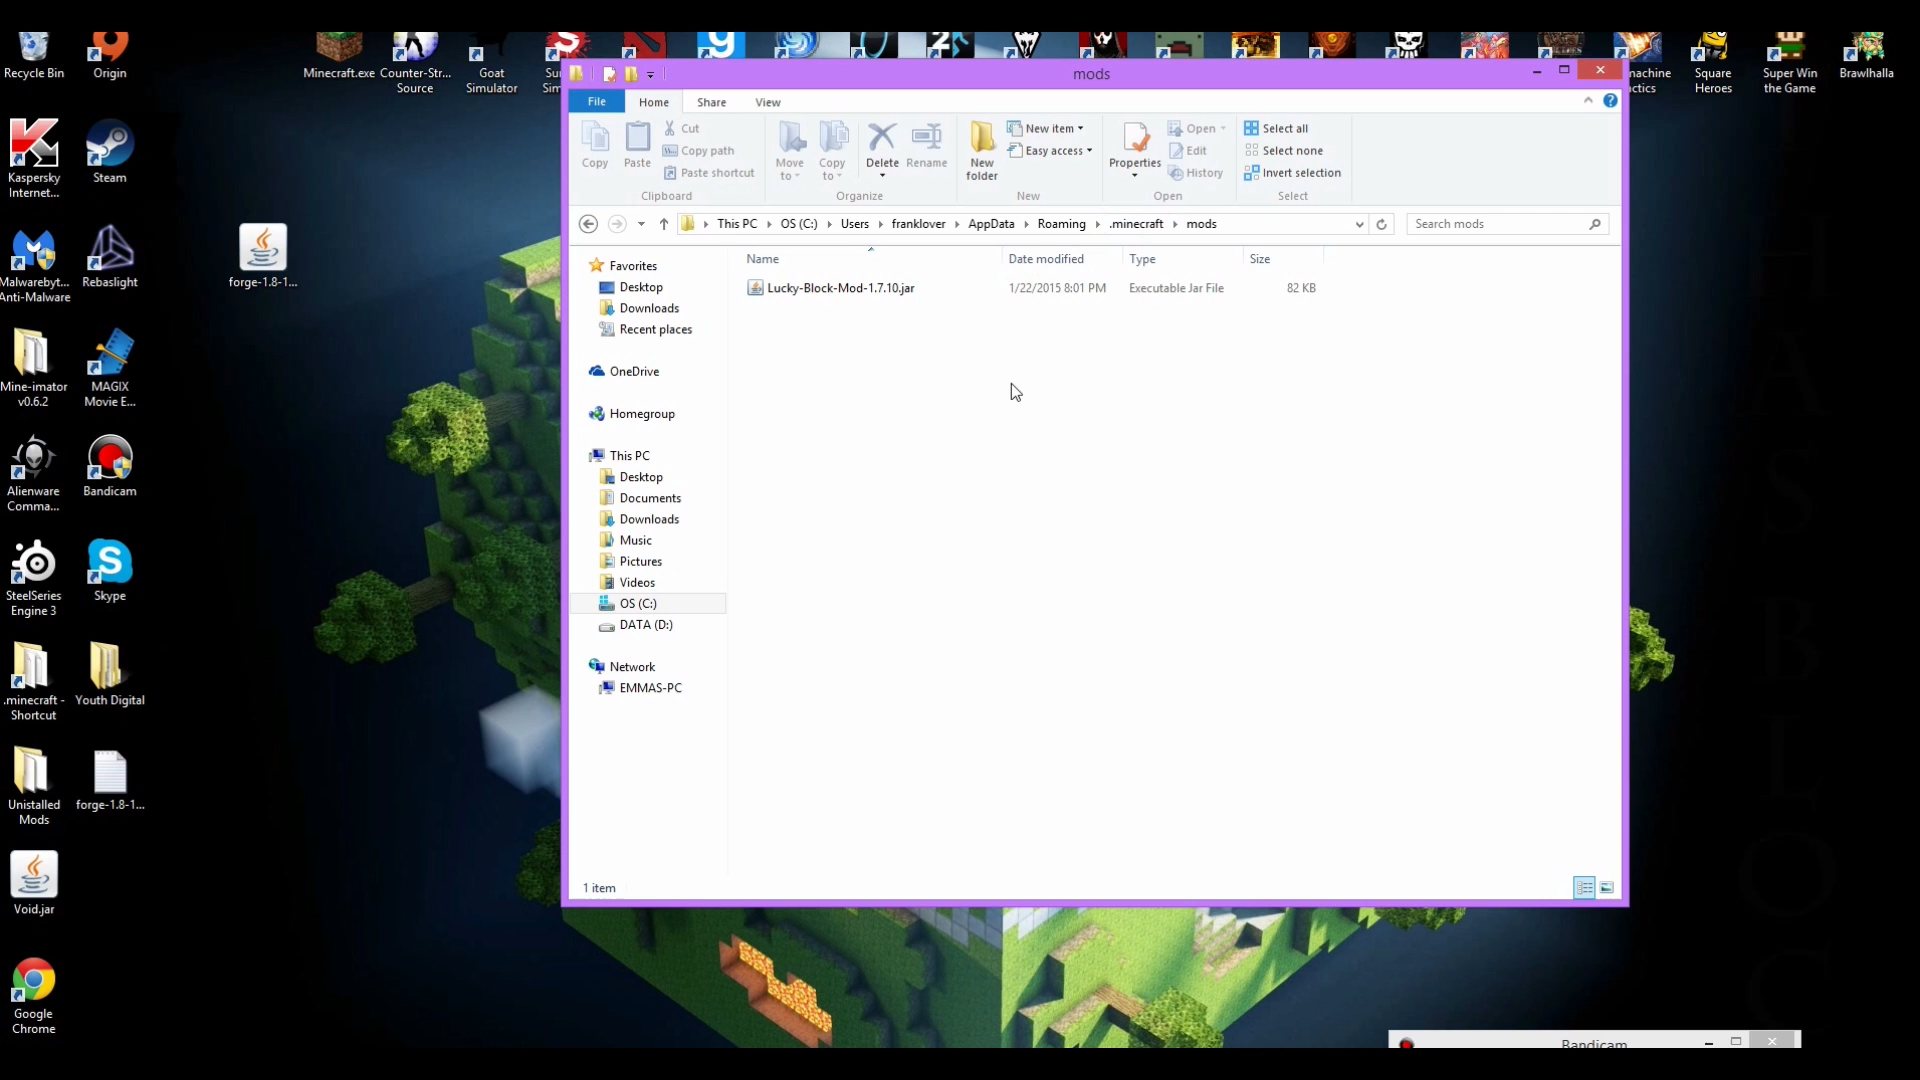 Recycle Bin
Origin
Minecraft.exe
Counter-Str...
Source
Goat
Simulator
Square
Heroes
Super Win
the Game
Brawlhalla
mods
File
Home
Share
View
Copy
Paste
Cut
Copy path
Paste shortcut
Clipboard
Move
to
Copy
to
Delete
Rename
Organize
New
folder
New item
Easy access
New
Properties
Open
Edit
History
Open
Select all
Select none
Invert selection
Select
This PC
OS (C:)
Users
franklover
AppData
Roaming
.minecraft
mods
Search mods
Name
Date modified
Type
Size
Lucky-Block-Mod-1.7.10.jar
1/22/2015 8:01 PM
Executable Jar File
82 KB
Favorites
Desktop
Downloads
Recent places
OneDrive
Homegroup
This PC
Desktop
Documents
Downloads
Music
Pictures
Videos
OS (C:)
DATA (D:)
Network
EMMAS-PC
1 item
Kaspersky
Internet...
Steam
Malwarebyt...
Anti-Malware
Rebaslight
forge-1.8-1...
Mine-imator
v0.6.2
MAGIX
Movie E...
Alienware
Comma...
Bandicam
SteelSeries
Engine 3
Skype
.minecraft -
Shortcut
Youth Digital
Unistalled
Mods
forge-1.8-1...
Void.jar
Google
Chrome
Bandicam